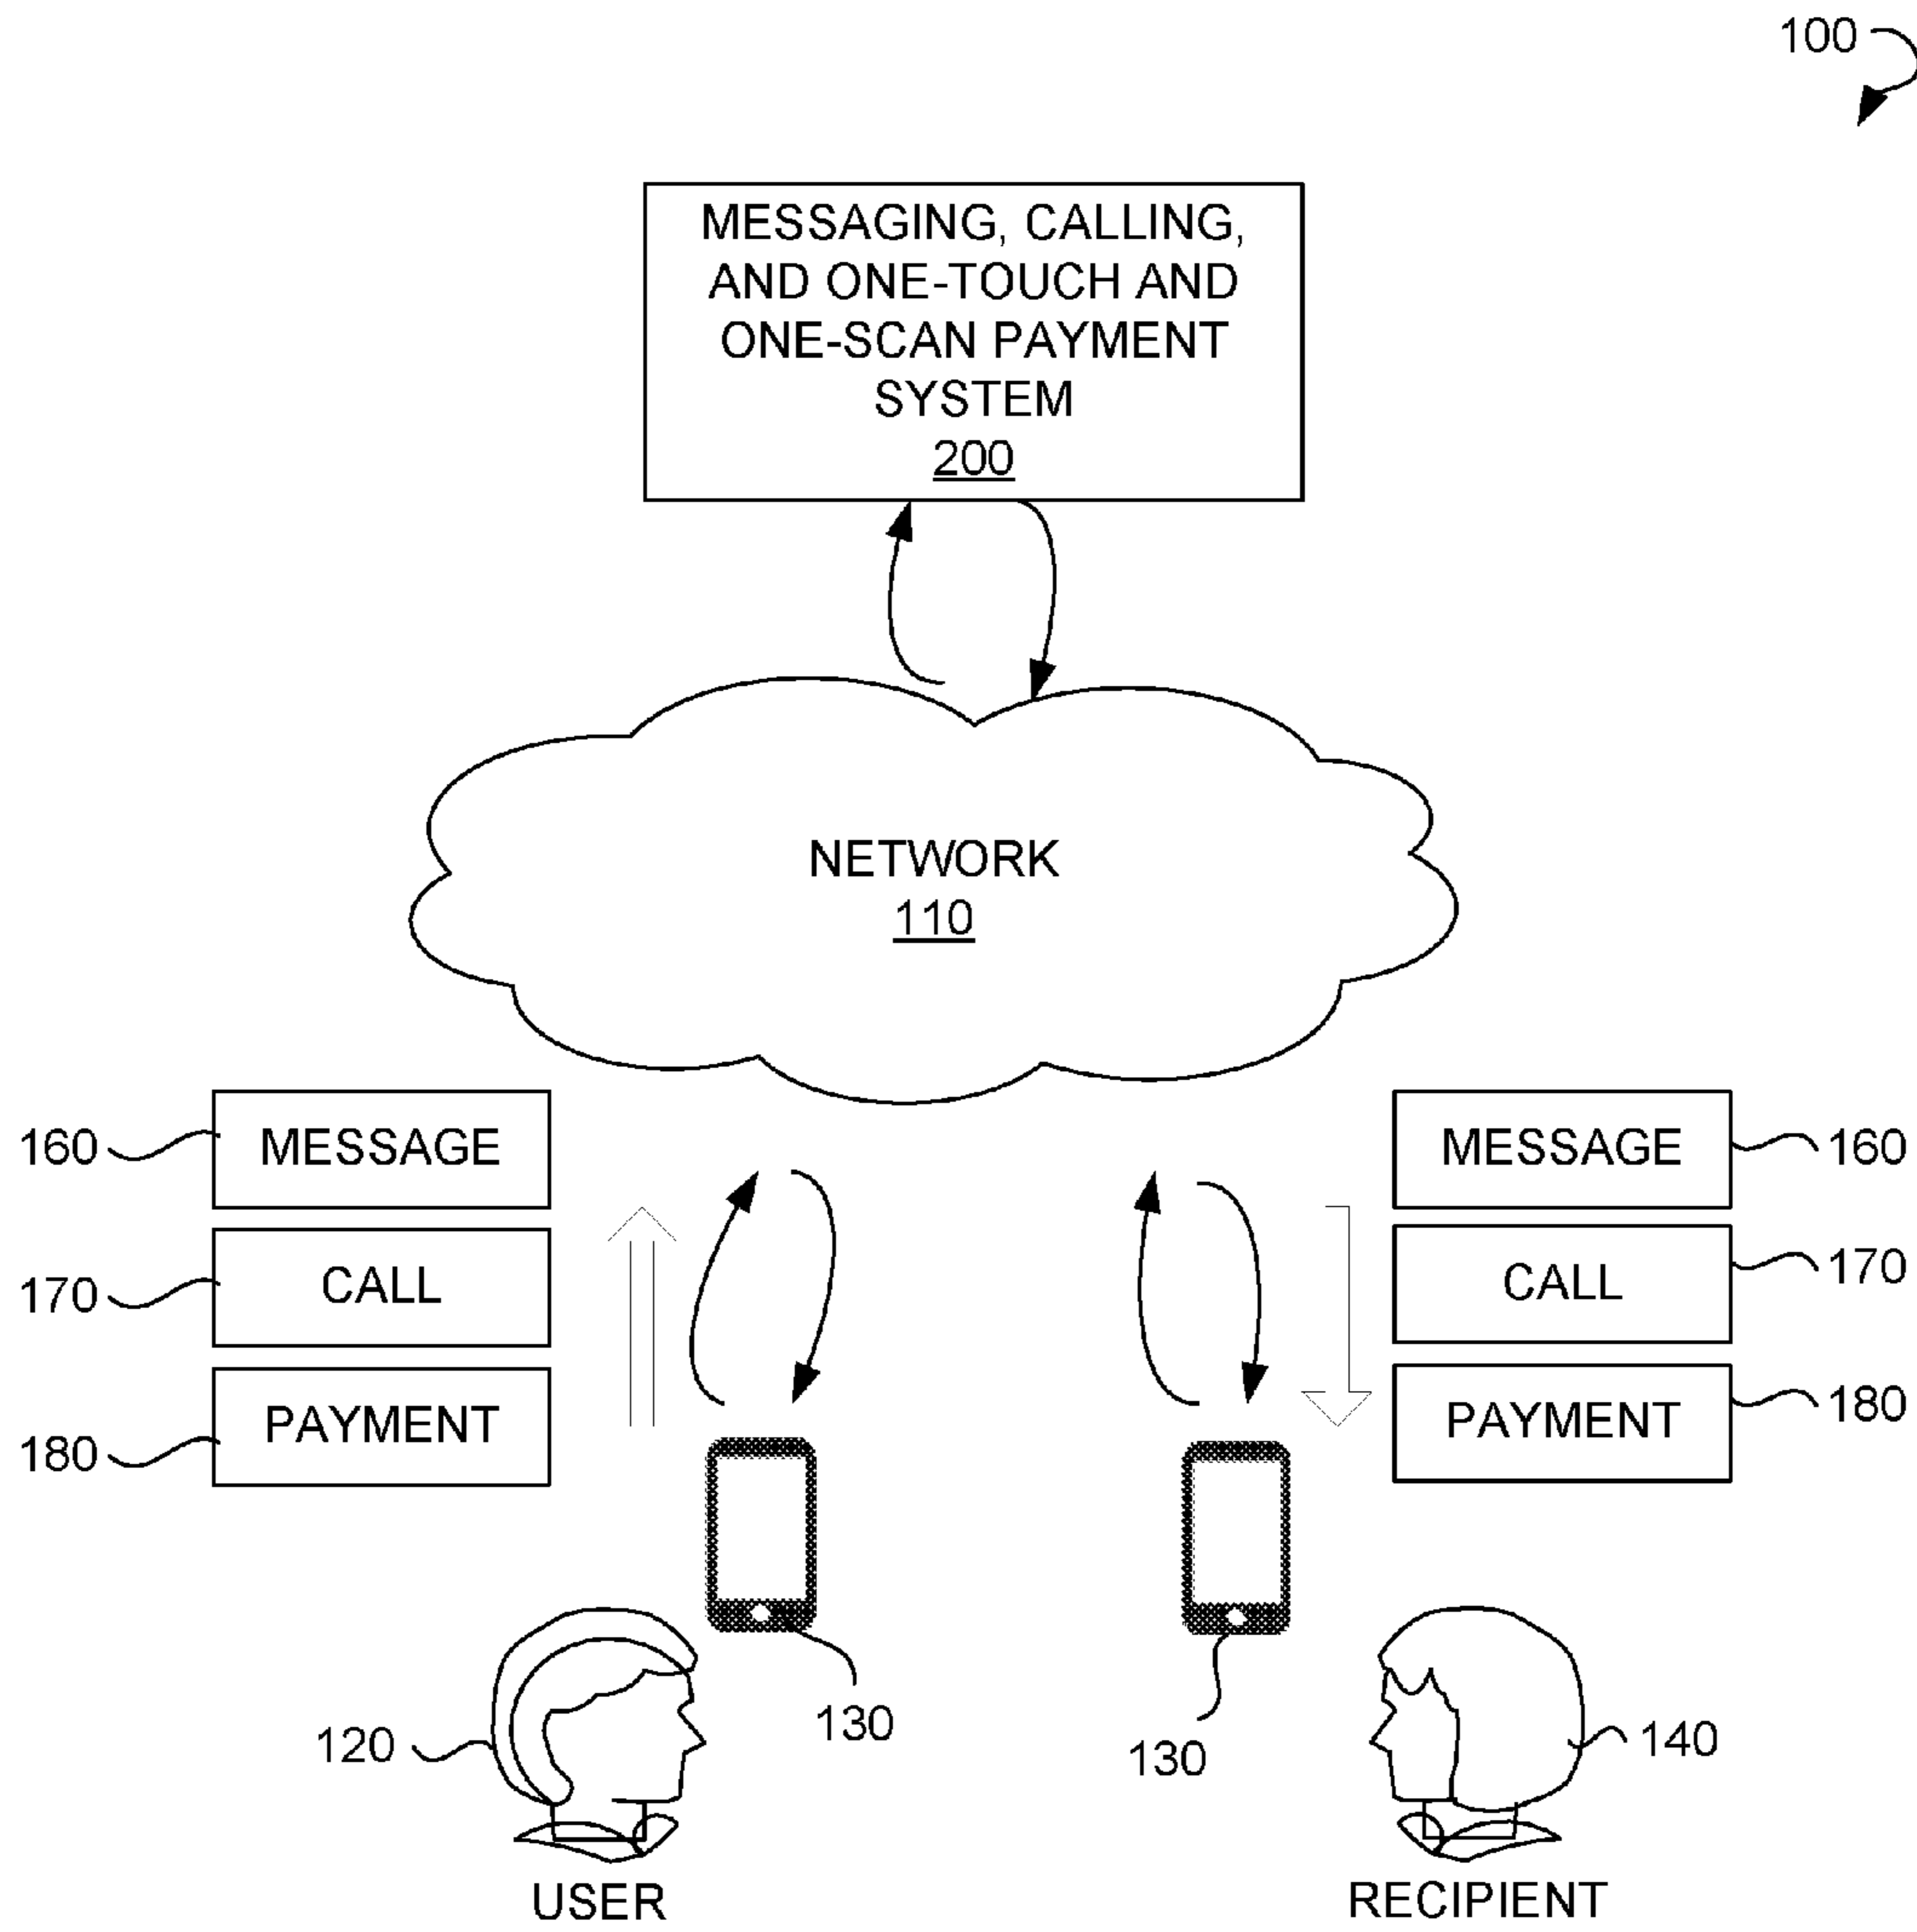 100
MESSAGING, CALLING,
AND ONE-TOUCH AND
ONE-SCAN PAYMENT
SYSTEM
200
NETWORK
110
160
MESSAGE
170
CALL
180
PAYMENT
MESSAGE
160
CALL
170
PAYMENT
180
120
130
130
140
USER
RECIPIENT